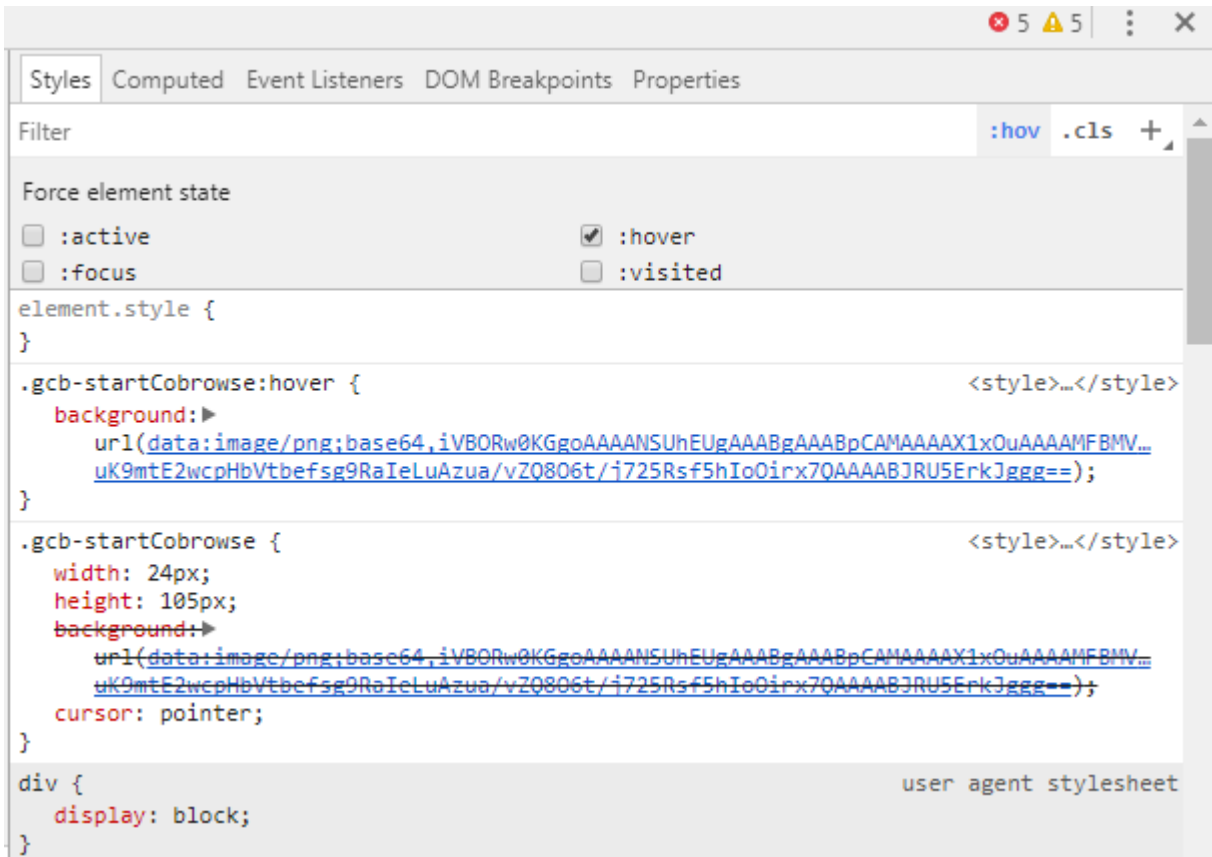 5 5
Styles Computed Event Listeners DOM Breakpoints Properties
Filter :hov .cls +
Force element state
:active :hover
:focus :visited
element.style {
}
.gcb-startCobrowse:hover { <style>…</style>
background:
url(data:image/png;base64,iVBORw0KGgoAAAANSUhEUgAAABgAAABpCAMAAAAX1xOuAAAAMFBMV…
uK9mtE2wcpHbVtbefsg9RaIeLuAzua/vZQ8O6t/j725Rsf5hIoOirx7QAAAABJRU5ErkJggg==);
}
.gcb-startCobrowse { <style>…</style>
width: 24px;
height: 105px;
background:
url(data:image/png;base64,iVBORw0KGgoAAAANSUhEUgAAABgAAABpCAMAAAAX1xOuAAAAMFBMV…
uK9mtE2wcpHbVtbefsg9RaIeLuAzua/vZQ8O6t/j725Rsf5hIoOirx7QAAAABJRU5ErkJggg==);
cursor: pointer;
}
div { user agent stylesheet
display: block;
}